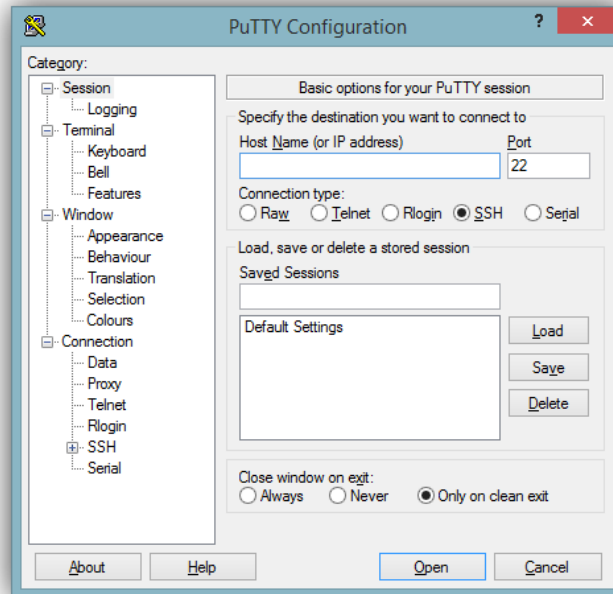 PuTTY Configuration
?
Category:
Session
Logging
Terminal
Keyboard
Bell
Features
Window
Appearance
Behaviour
Translation
Selection
Colours
Connection
Data
Proxy
Telnet
Rlogin
SSH
Serial
Basic options for your PuTTY session
Specify the destination you want to connect to
Host Name (or IP address) Port
22
Connection type:
Raw Telnet Rlogin SSH Serial
Load, save or delete a stored session
Saved Sessions
Default Settings
Load
Save
Delete
Close window on exit:
Always Never Only on clean exit
About Help Open Cancel